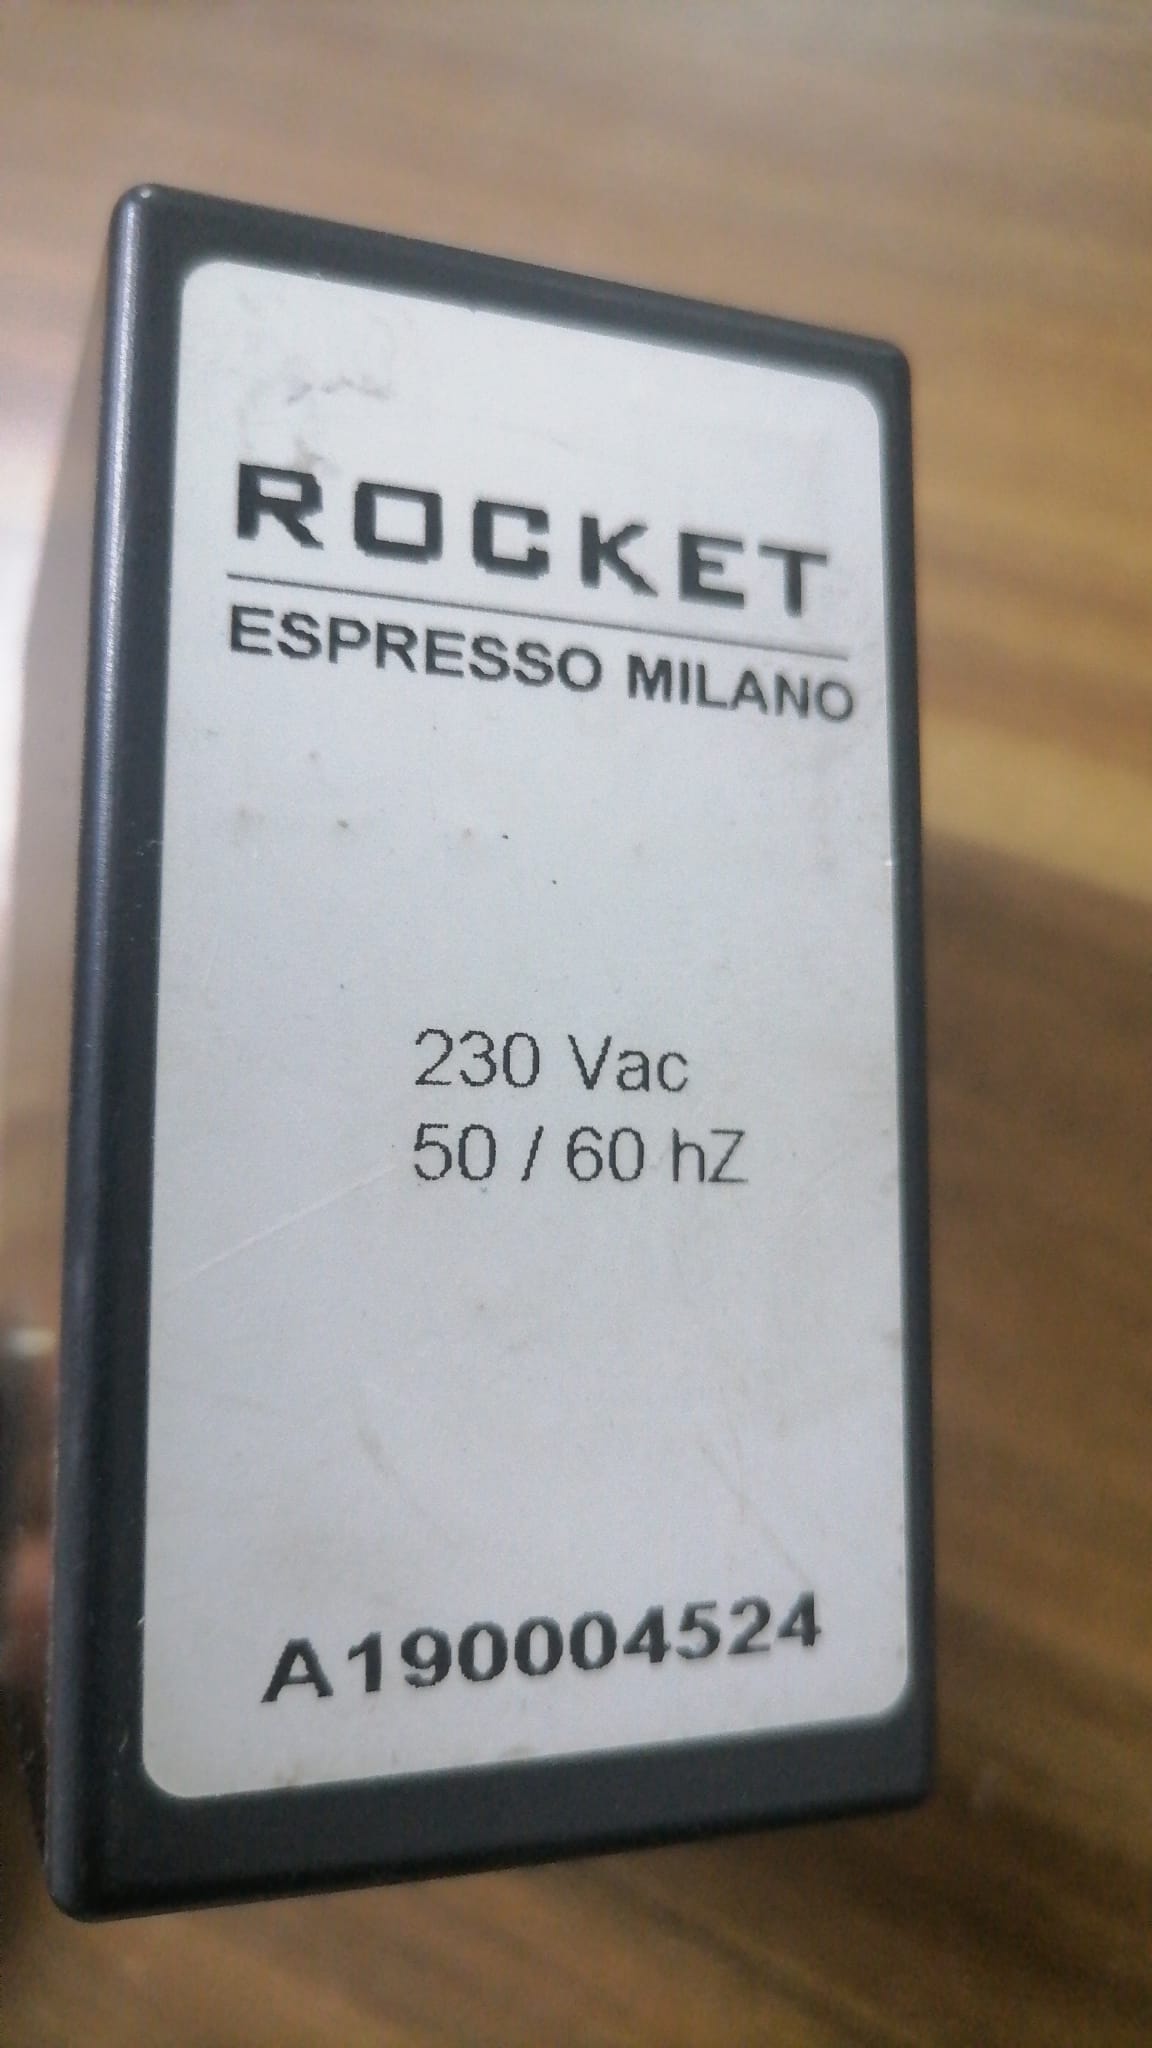 ROCKET
ESPRESSO MILANO
230 Vac
50 / 60 hZ
A190004524